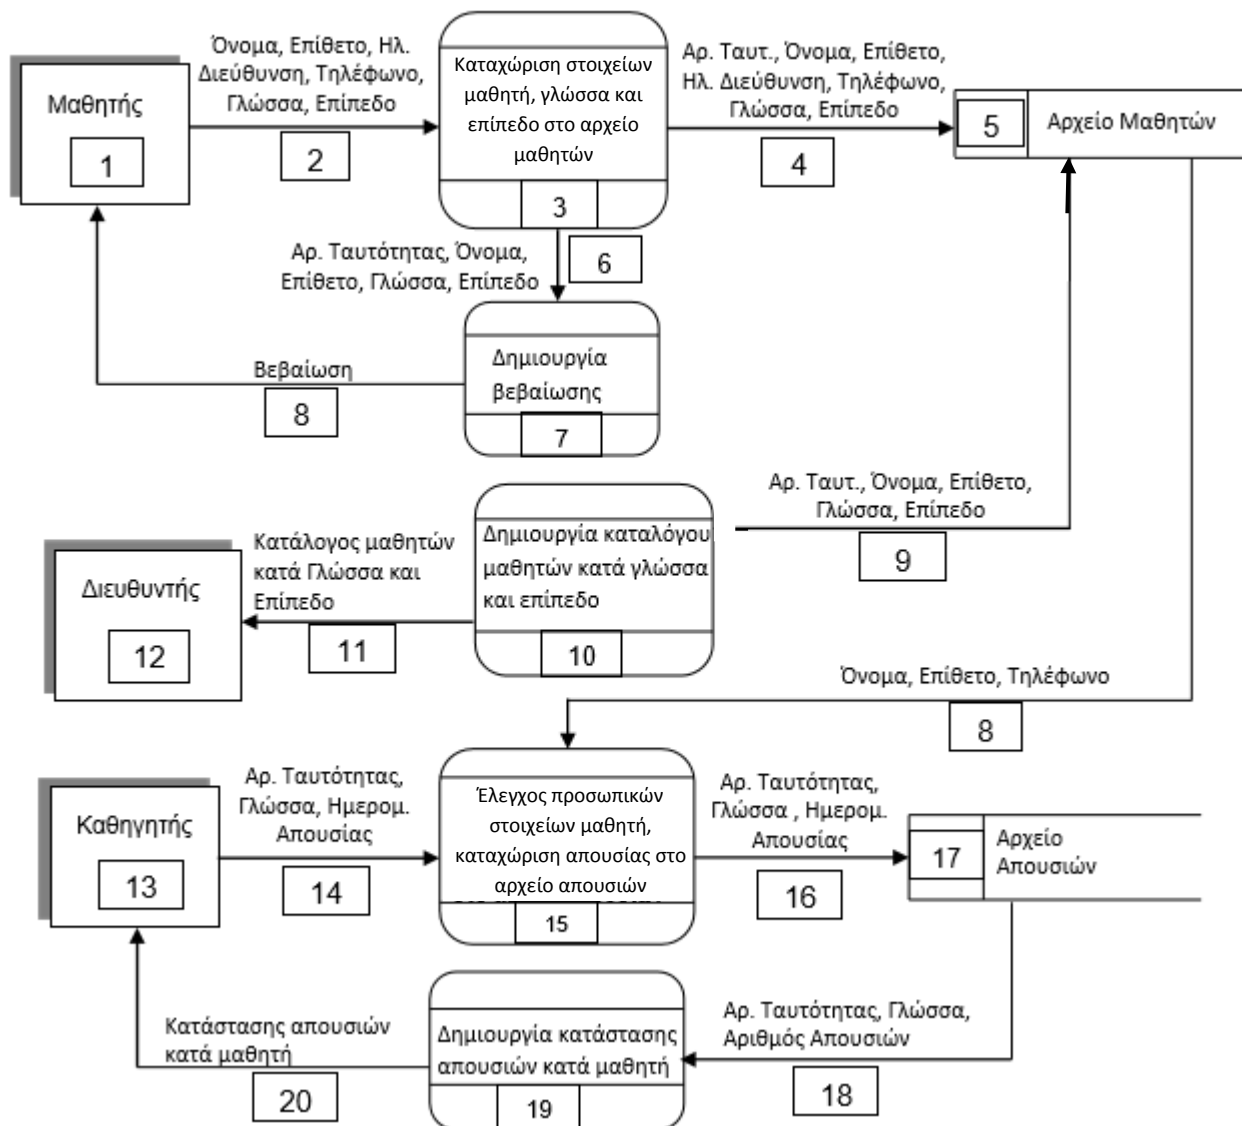 Μαθητής
1
Όνομα, Επίθετο, Ηλ.
Διεύθυνση, Τηλέφωνο,
Γλώσσα, Επίπεδο
2
Καταχώριση στοιχείων
μαθητή, γλώσσα και
επίπεδο στο αρχείο
μαθητών
3
Αρ. Ταυτ., Όνομα, Επίθετο,
Ηλ. Διεύθυνση, Τηλέφωνο,
Γλώσσα, Επίπεδο
4
5
Αρχείο Μαθητών
Αρ. Ταυτότητας, Όνομα,
Επίθετο, Γλώσσα, Επίπεδο
6
Δημιουργία
βεβαίωσης
7
Βεβαίωση
8
Αρ. Ταυτ., Όνομα, Επίθετο,
Γλώσσα, Επίπεδο
9
Δημιουργία καταλόγου
μαθητών κατά γλώσσα
και επίπεδο
10
Κατάλογος μαθητών
κατά Γλώσσα και
Επίπεδο
11
Διευθυντής
12
Όνομα, Επίθετο, Τηλέφωνο
8
Καθηγητής
13
Αρ. Ταυτότητας,
Γλώσσα, Ημερομ.
Απουσίας
14
Έλεγχος προσωπικών
στοιχείων μαθητή,
καταχώριση απουσίας στο
αρχείο απουσιών
15
Αρ. Ταυτότητας,
Γλώσσα , Ημερομ.
Απουσίας
16
17
Αρχείο
Απουσιών
Αρ. Ταυτότητας, Γλώσσα,
Αριθμός Απουσιών
18
Δημιουργία κατάστασης
απουσιών κατά μαθητή
19
Κατάστασης απουσιών
κατά μαθητή
20